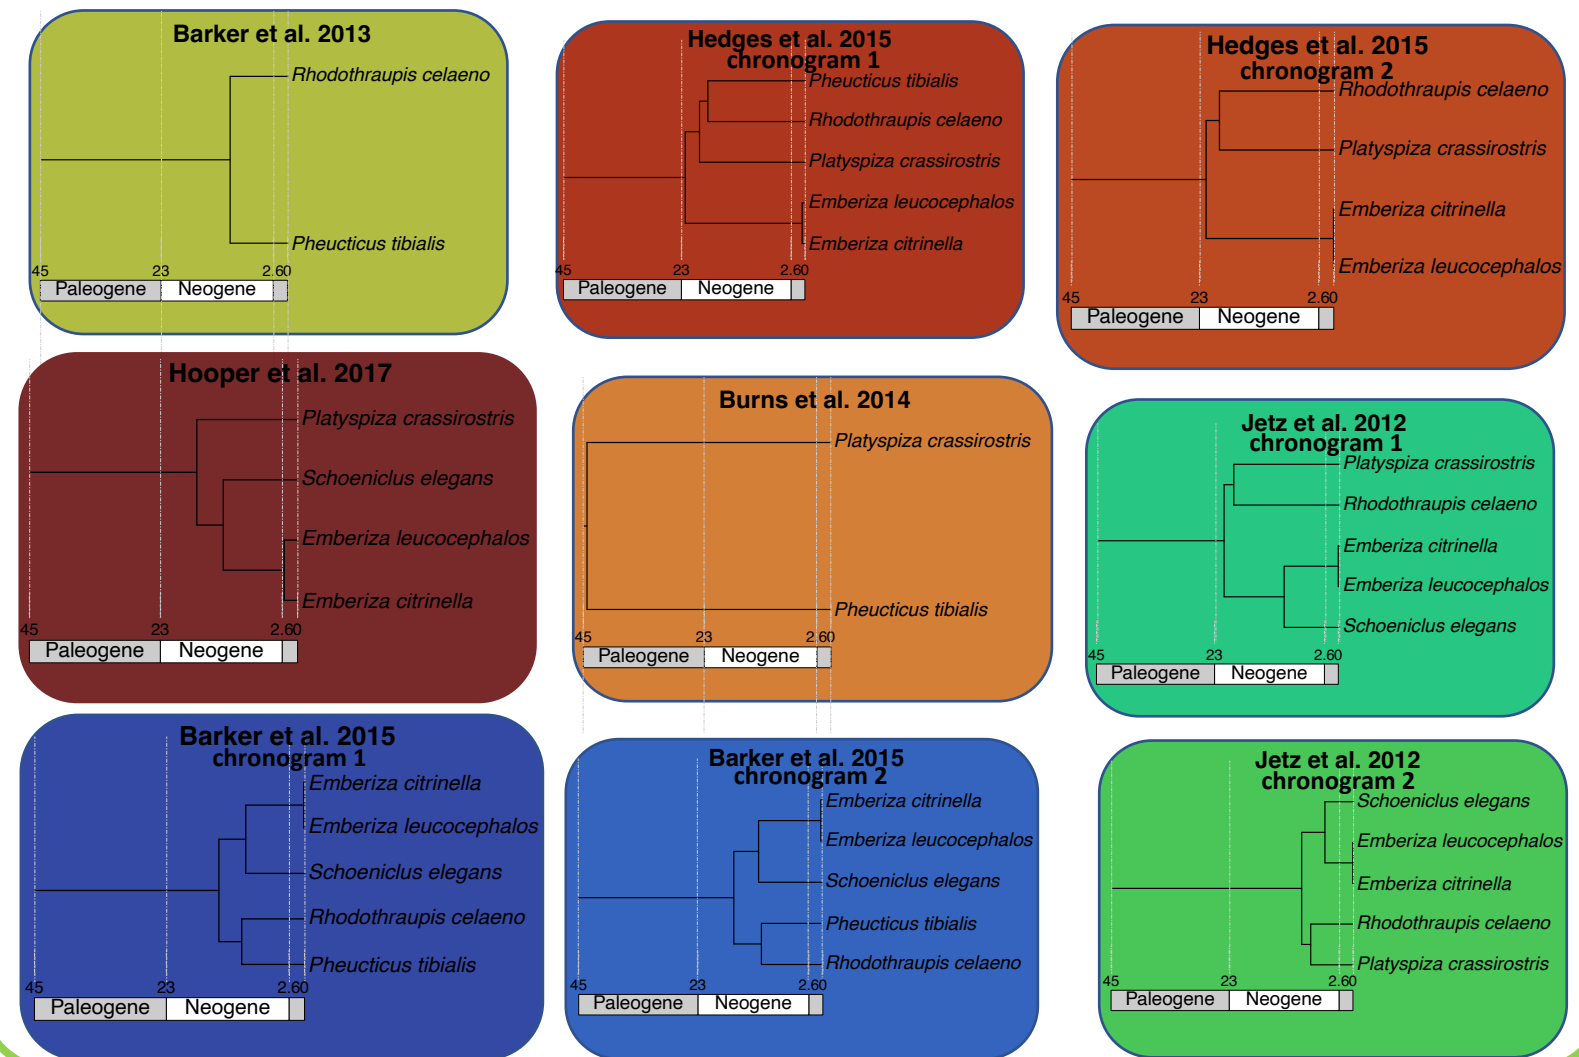 Barker et al. 2013
Rhodothraupis celaeno
Pheucticus tibialis
45 23 2.60
Paleogene Neogene
Hedges et al. 2015
chronogram 1
Pheucticus tibialis
Rhodothraupis celaeno
Platyspiza crassirostris
Emberiza leucocephalos
Emberiza citrinella
45 23 2.60
Paleogene Neogene
Hedges et al. 2015
chronogram 2
Rhodothraupis celaeno
Platyspiza crassirostris
Emberiza citrinella
Emberiza leucocephalos
45 23 2.60
Paleogene Neogene
Hooper et al. 2017
Platyspiza crassirostris
Schoeniclus elegans
Emberiza leucocephalos
Emberiza citrinella
45 23 2.60
Paleogene Neogene
Burns et al. 2014
Platyspiza crassirostris
Pheucticus tibialis
45 23 2.60
Paleogene Neogene
Jetz et al. 2012
chronogram 1
Platyspiza crassirostris
Rhodothraupis celaeno
Emberiza citrinella
Emberiza leucocephalos
Schoeniclus elegans
45 23 2.60
Paleogene Neogene
Barker et al. 2015
chronogram 1
Emberiza citrinella
Emberiza leucocephalos
Schoeniclus elegans
Rhodothraupis celaeno
Pheucticus tibialis
45 23 2.60
Paleogene Neogene
Barker et al. 2015
chronogram 2
Emberiza citrinella
Emberiza leucocephalos
Schoeniclus elegans
Pheucticus tibialis
Rhodothraupis celaeno
45 23 2.60
Paleogene Neogene
Jetz et al. 2012
chronogram 2
Schoeniclus elegans
Emberiza leucocephalos
Emberiza citrinella
Rhodothraupis celaeno
Platyspiza crassirostris
45 23 2.60
Paleogene Neogene